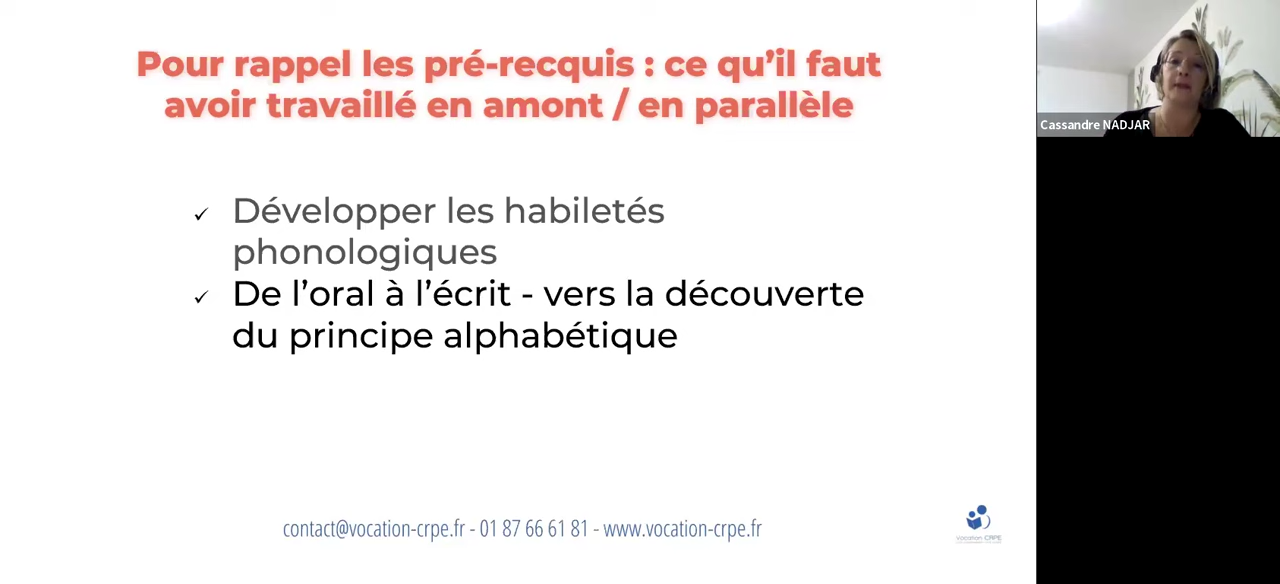 Pour rappel les pré-recquis : ce qu'il faut
avoir travaillé en amont / en parallèle
Cassandre NADJAR
✓ Développer les habiletés
phonologiques
✓ De l'oral à l'écrit - vers la découverte
du principe alphabétique
contact@vocation-crpe.fr - 01 87 66 61 81 - www.vocation-crpe.fr
vocation CRPE